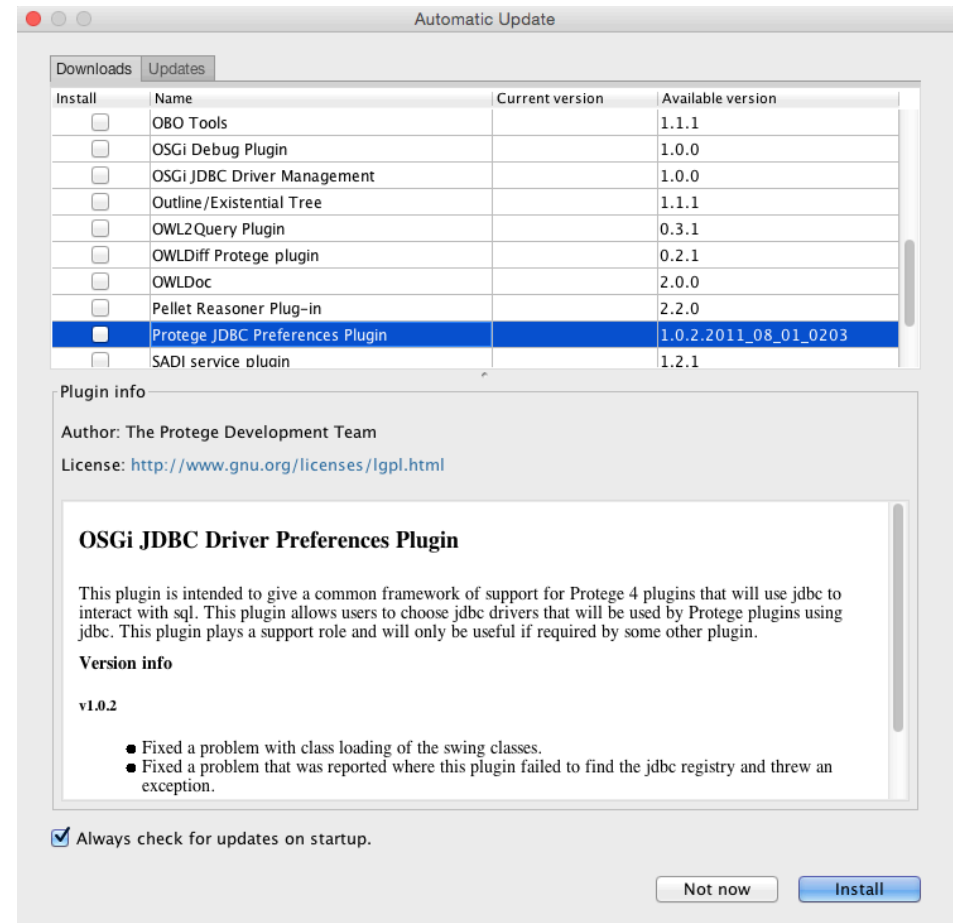 Automatic Update
Downloads Updates
Install Name Current version Available version
OBO Tools 1.1.1
OSGi Debug Plugin 1.0.0
OSGi JDBC Driver Management 1.0.0
Outline/Existential Tree 1.1.1
OWL2Query Plugin 0.3.1
OWLDiff Protege plugin 0.2.1
OWLDoc 2.0.0
Pellet Reasoner Plug-in 2.2.0
Protege JDBC Preferences Plugin 1.0.2.2011_08_01_0203
SADI service plugin 1.2.1
Plugin info
Author: The Protege Development Team
License: http://www.gnu.org/licenses/lgpl.html
OSGi JDBC Driver Preferences Plugin
This plugin is intended to give a common framework of support for Protege 4 plugins that will use jdbc to
interact with sql. This plugin allows users to choose jdbc drivers that will be used by Protege plugins using
jdbc. This plugin plays a support role and will only be useful if required by some other plugin.
Version info
v1.0.2
● Fixed a problem with class loading of the swing classes.
● Fixed a problem that was reported where this plugin failed to find the jdbc registry and threw an
exception.
Always check for updates on startup.
Not now Install